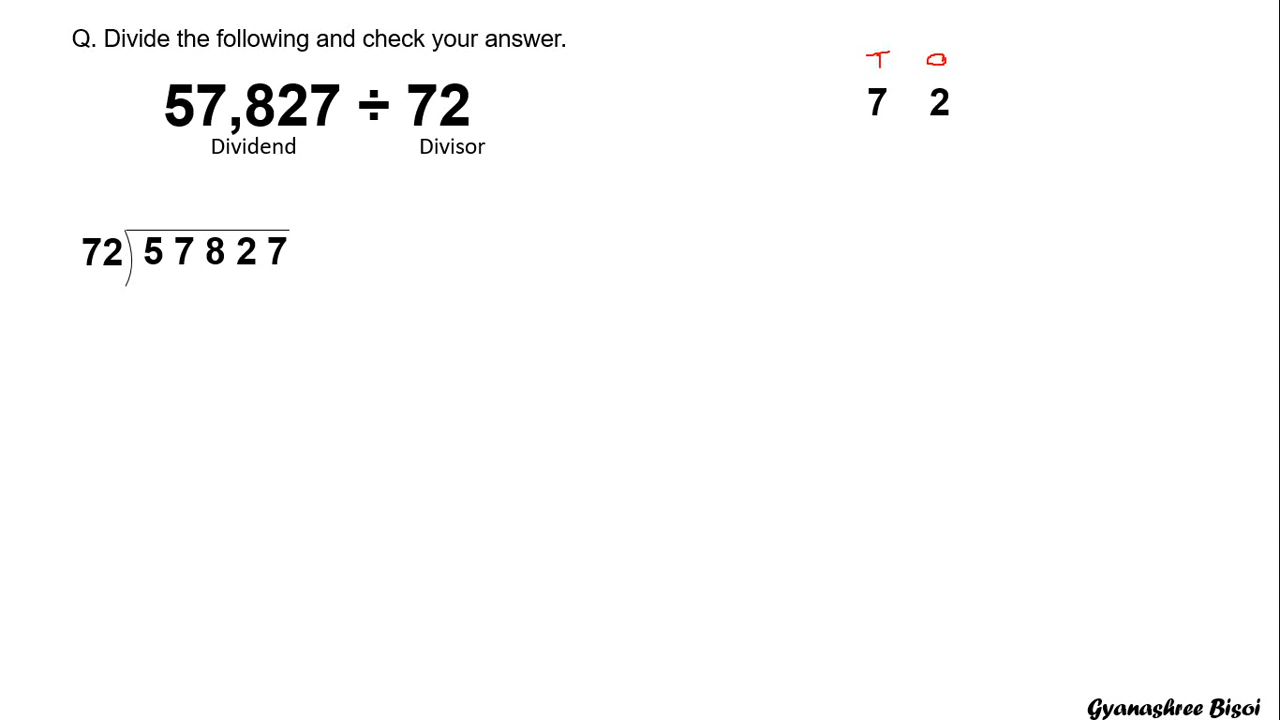 Q. Divide the following and check your answer.
T O
57,827 ÷ 72
7 2
Dividend Divisor
72 5 7 8 2 7
Gyanashree Bisoi